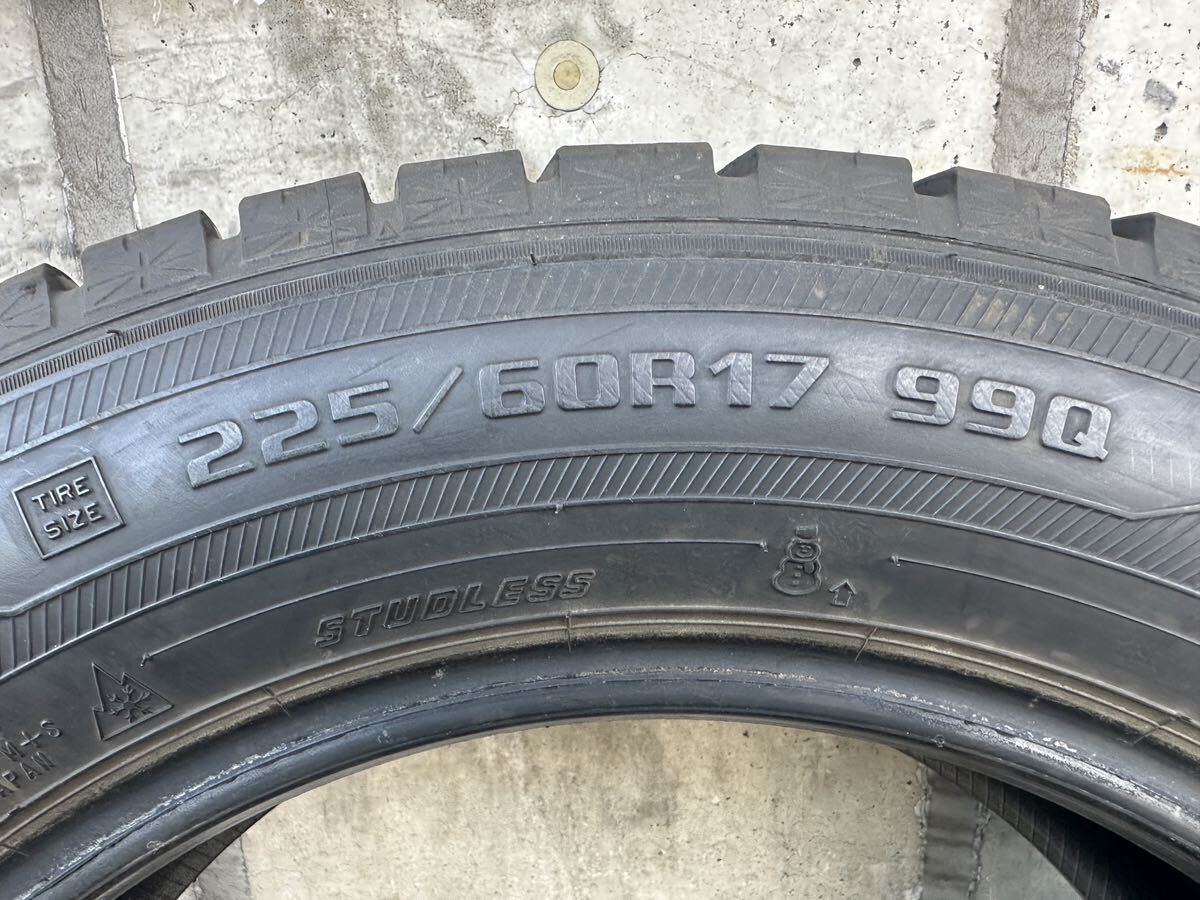 225/60R17 99Q
TIRE
SIZE
STUDLESS
M+S